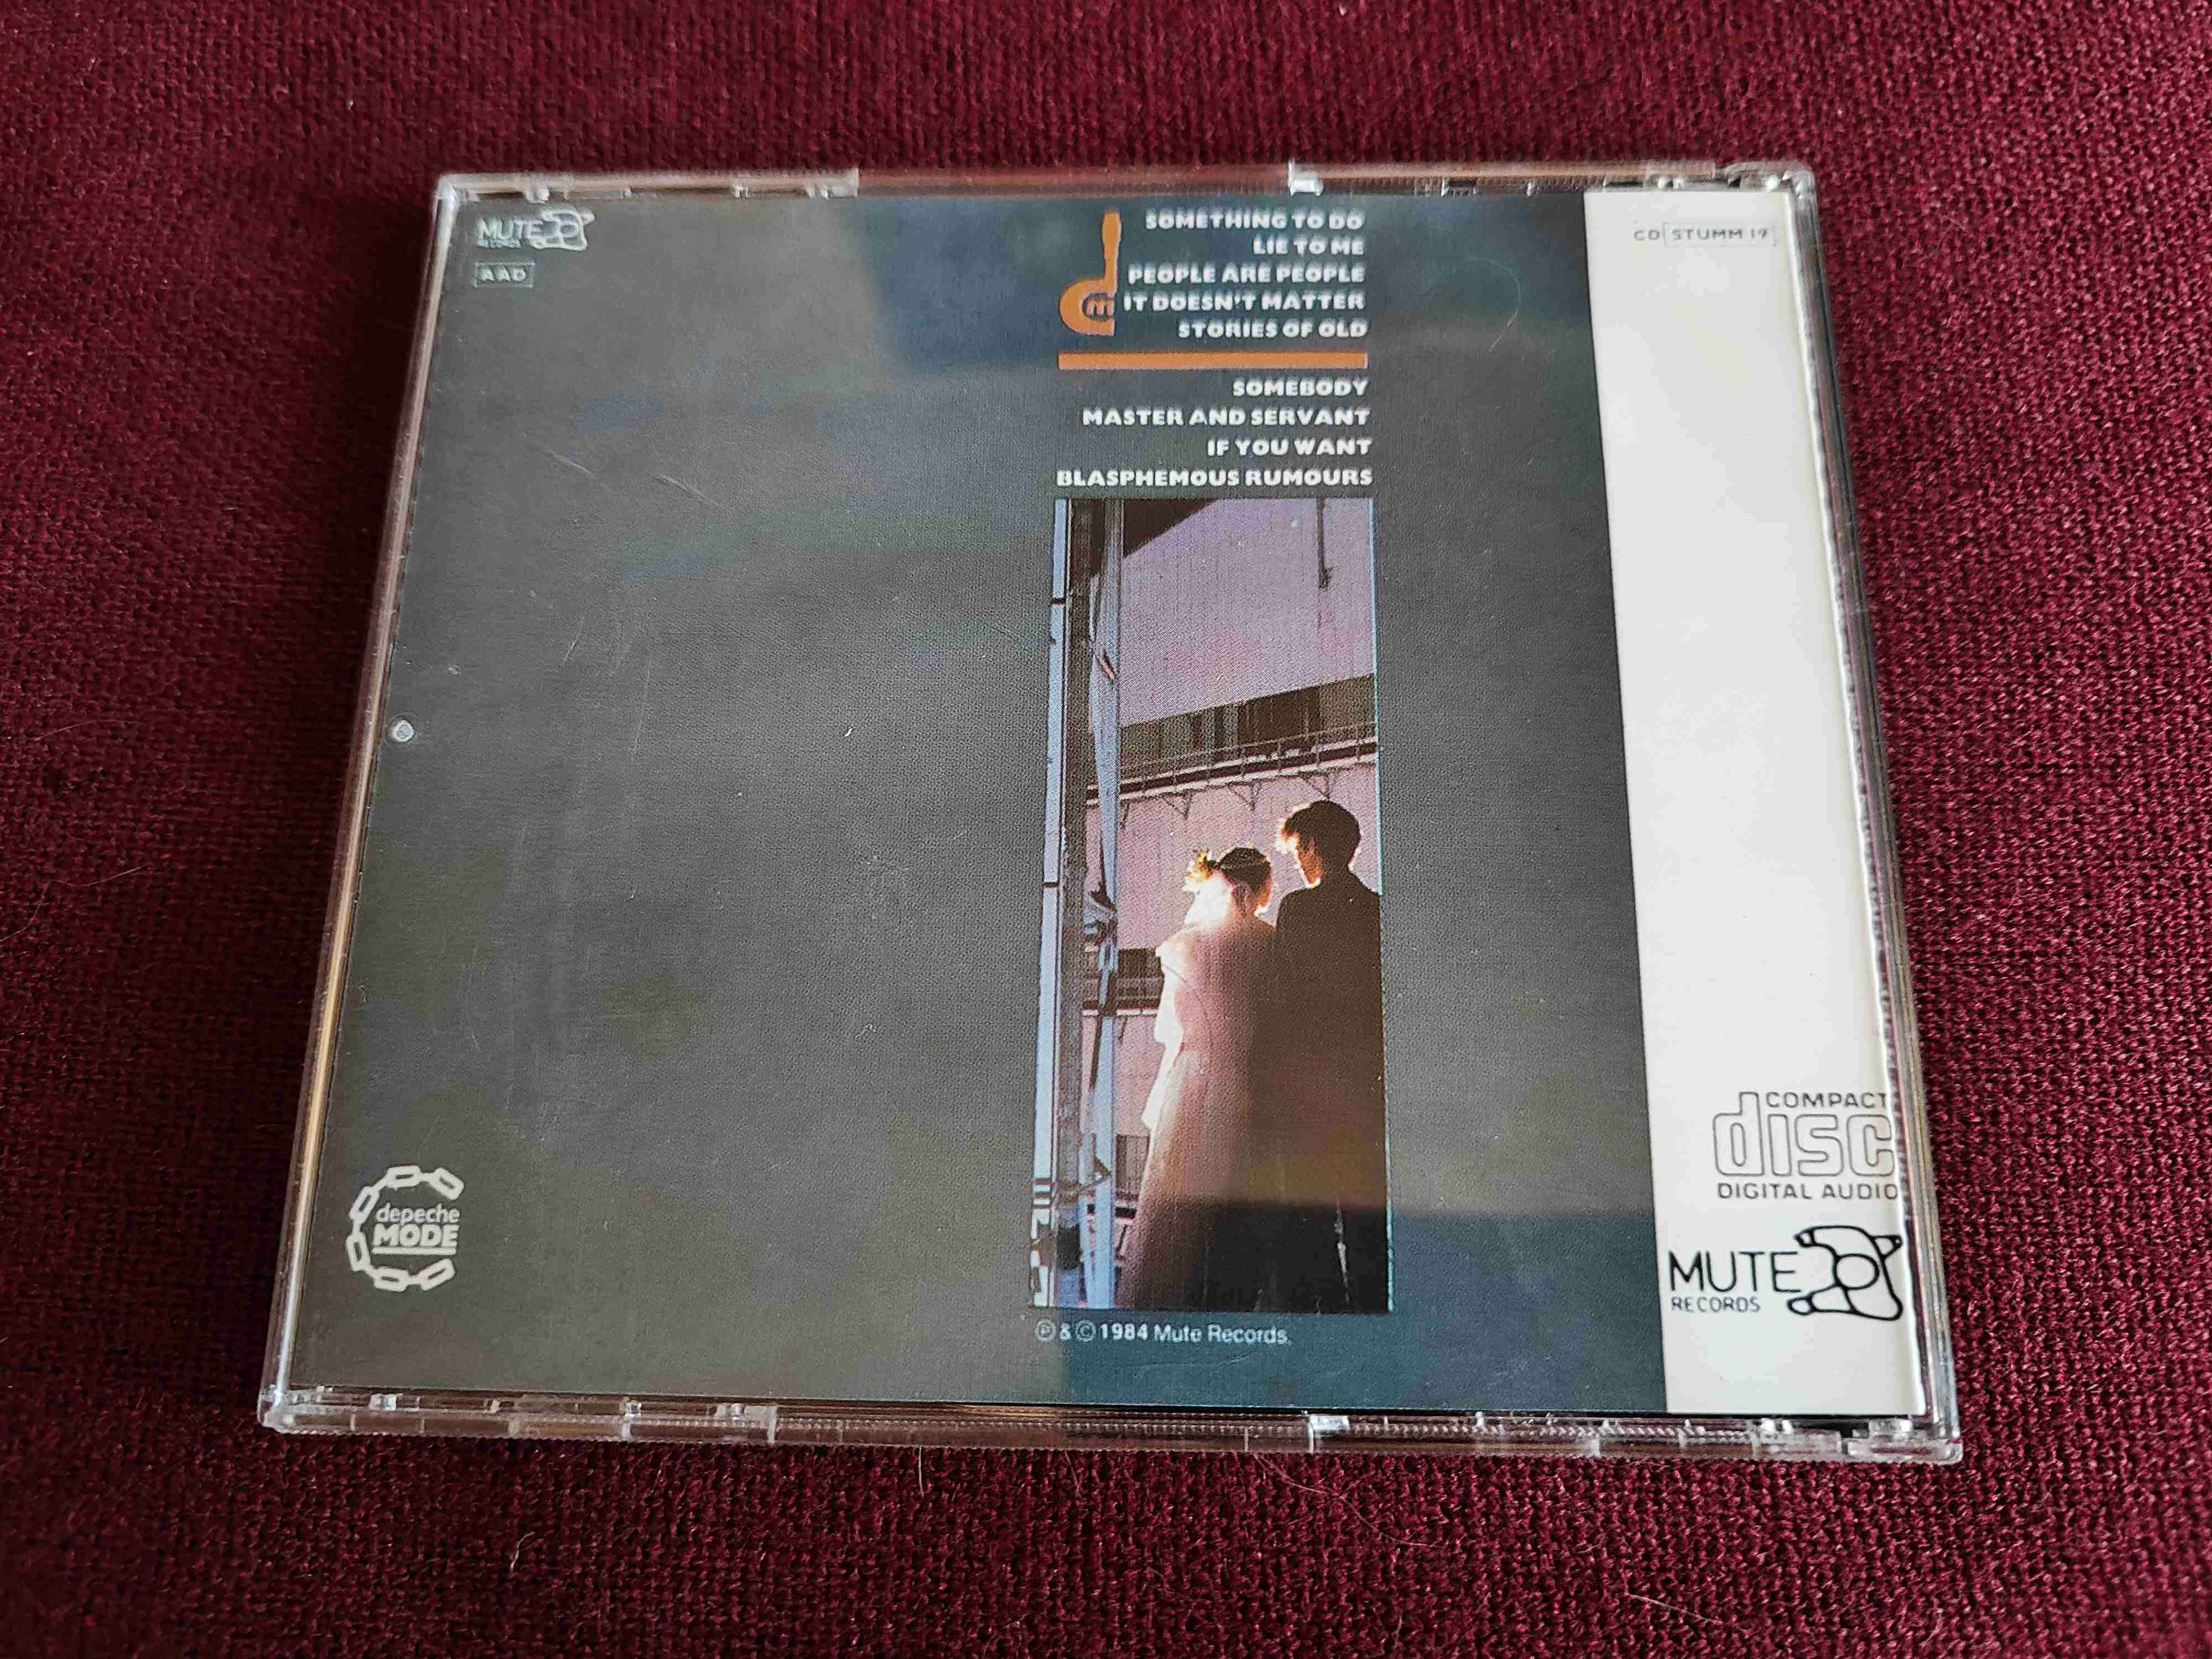 MUTE
RECORDS
AAD
SOMETHING TO DO
LIE TO ME
PEOPLE ARE PEOPLE
IT DOESN'T MATTER
STORIES OF OLD
dm
SOMEBODY
MASTER AND SERVANT
IF YOU WANT
BLASPHEMOUS RUMOURS
℗ & © 1984 Mute Records.
depeche
MODE
CD STUMM 19
COMPACT
disc
DIGITAL AUDIO
MUTE
RECORDS